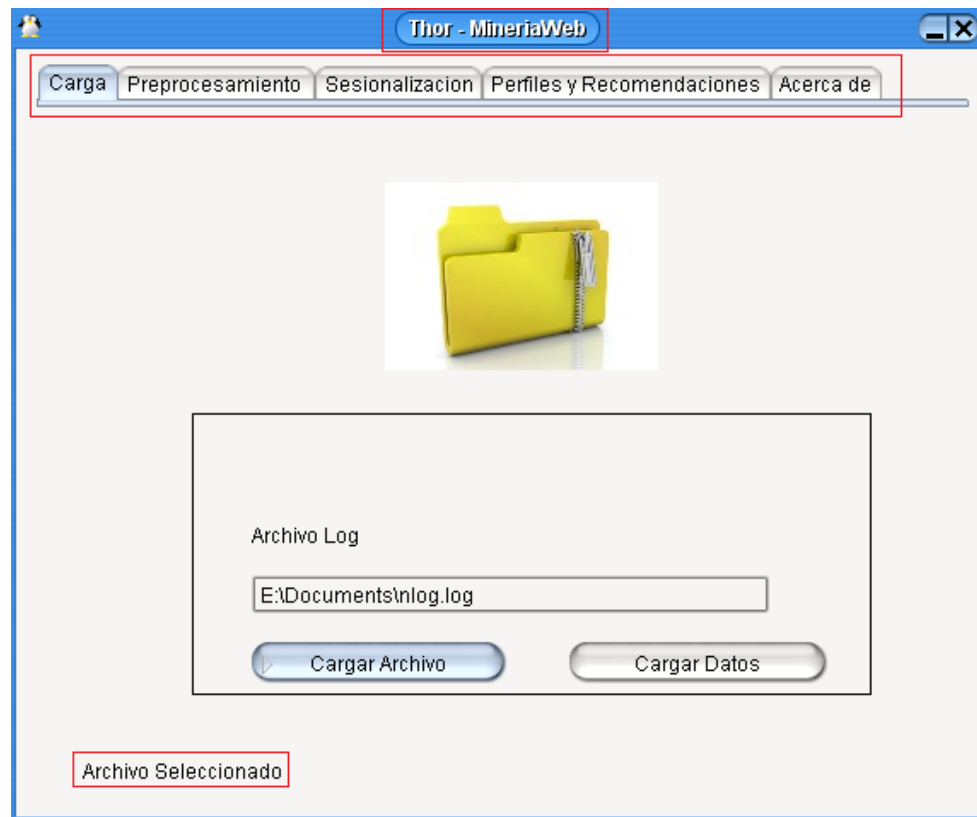 Thor - MineriaWeb
Carga Preprocesamiento Sesionalizacion Perfiles y Recomendaciones Acerca de
Archivo Log
E:\Documents\nlog.log
Cargar Archivo Cargar Datos
Archivo Seleccionado